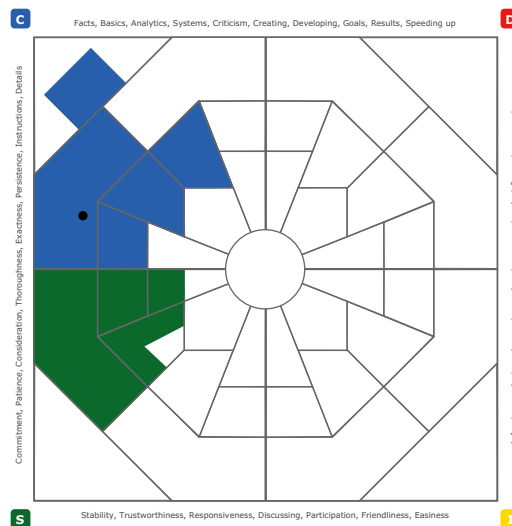 C
Facts, Basics, Analytics, Systems, Criticism, Creating, Developing, Goals, Results, Speeding up
D
Commitment, Patience, Consideration, Thoroughness, Exactness, Persistence, Instructions, Details
S
Stability, Trustworthiness, Responsiveness, Discussing, Participation, Friendliness, Easiness